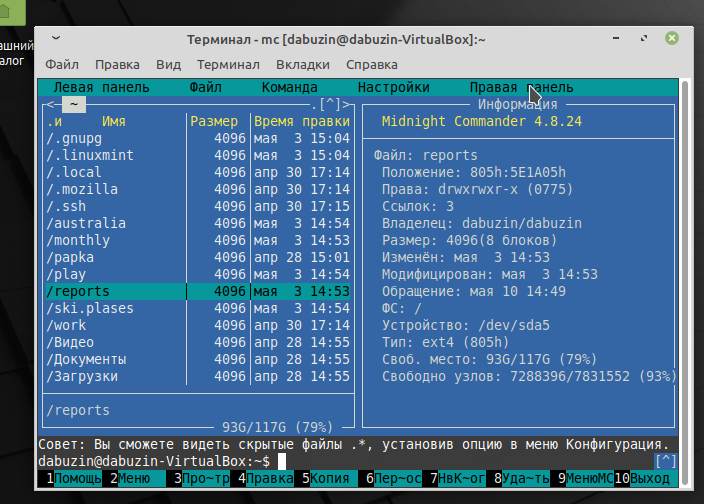 ашний
алог
Терминал - mc [dabuzin@dabuzin-VirtualBox]:~
Файл Правка Вид Терминал Вкладки Справка
Левая панель Файл Команда Настройки Правая панель
<─ ~ .[^]>
.и Имя Размер Время правки
/.gnupg 4096 мая 3 15:04
/.linuxmint 4096 мая 3 15:04
/.local 4096 апр 30 17:14
/.mozilla 4096 апр 30 17:14
/.ssh 4096 апр 30 17:15
/australia 4096 мая 3 14:54
/monthly 4096 мая 3 14:53
/papka 4096 апр 28 15:01
/play 4096 мая 3 14:54
/reports 4096 мая 3 14:53
/ski.plases 4096 мая 3 14:54
/work 4096 апр 30 17:14
/Видео 4096 апр 28 14:55
/Документы 4096 апр 28 14:55
/Загрузки 4096 апр 28 14:55
/reports
93G/117G (79%)
Информация
Midnight Commander 4.8.24
Файл: reports
Положение: 805h:5E1A05h
Права: drwxrwxr-x (0775)
Ссылок: 3
Владелец: dabuzin/dabuzin
Размер: 4096(8 блоков)
Изменён: мая 3 14:53
Модифицирован: мая 3 14:53
Обращение: мая 10 14:49
ФС: /
Устройство: /dev/sda5
Тип: ext4 (805h)
Своб. место: 93G/117G (79%)
Свободно узлов: 7288396/7831552 (93%)
Совет: Вы сможете видеть скрытые файлы .*, установив опцию в меню Конфигурация.
dabuzin@dabuzin-VirtualBox:~$ [^]
1Помощь 2Меню 3Про~тр 4Правка 5Копия 6Пер~ос 7НвК~ог 8Уда~ть 9МенюМС 10Выход